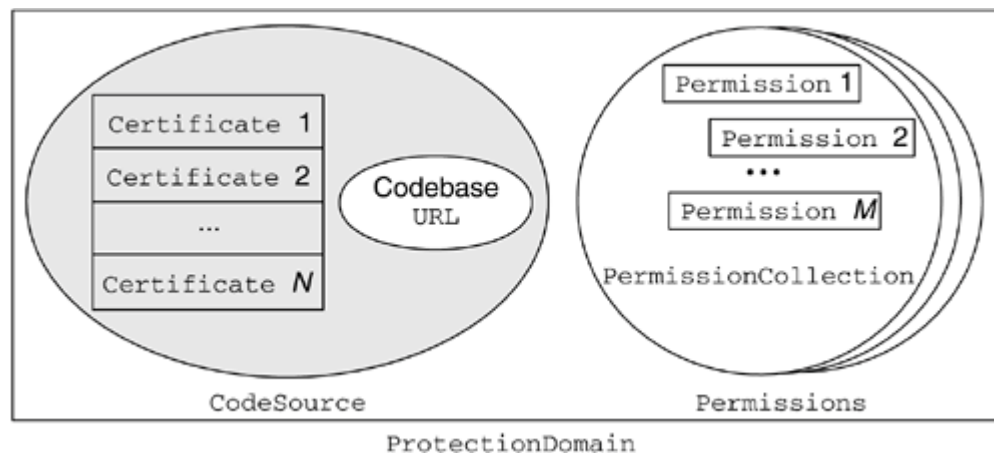 Certificate 1
Certificate 2
...
Certificate N
Codebase
URL
CodeSource
Permission 1
Permission 2
•••
Permission M
PermissionCollection
Permissions
ProtectionDomain